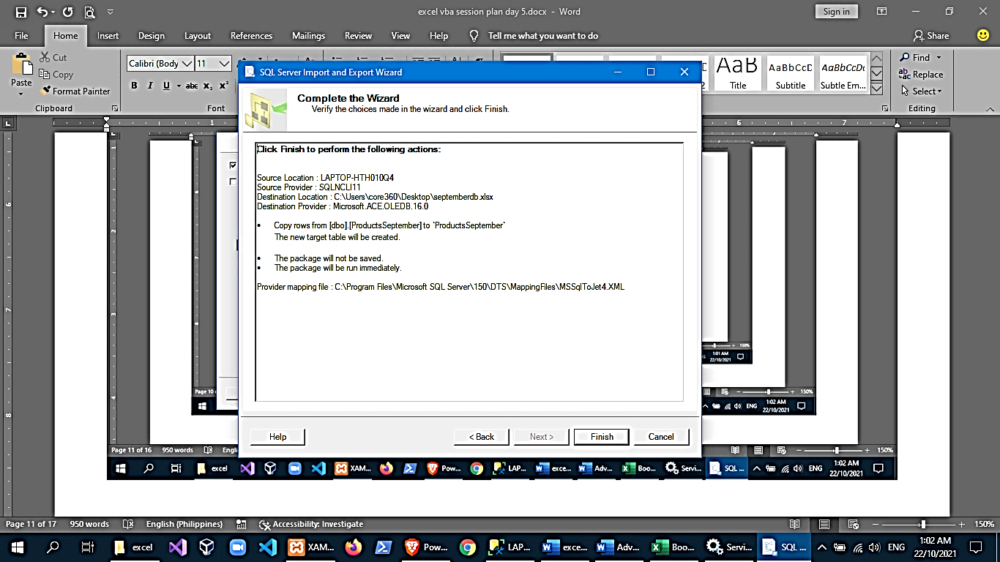 excel vba session plan day 5.docx - Word
Sign in
File Home Insert Design Layout References Mailings Review View Help Tell me what you want to do
Share
Paste
Cut
Copy
Format Painter
Clipboard
Calibri (Body 11
B I U abc x₂ x²
Font
AaB
Title
AaBbCcD
Subtitle
AaBbCcDc
Subtle Em...
Find
Replace
Select
Editing
SQL Server Import and Export Wizard
Complete the Wizard
Verify the choices made in the wizard and click Finish.
Click Finish to perform the following actions:
Source Location : LAPTOP-HTH010Q4
Source Provider : SQLNCLI11
Destination Location : C:\Users\core360\Desktop\septemberdb.xlsx
Destination Provider : Microsoft.ACE.OLEDB.16.0
• Copy rows from [dbo].[ProductsSeptember] to `ProductsSeptember`
The new target table will be created.
• The package will not be saved.
• The package will be run immediately.
Provider mapping file : C:\Program Files\Microsoft SQL Server\150\DTS\MappingFiles\MSSqlToJet4.XML
Help < Back Next > Finish Cancel
150%
1:01 AM
22/10/2021
Page 10
150%
ENG
1:02 AM
22/10/2021
Page 11 of 16 950 words Engli 150%
excel XAM... Pow... LAP... exce... Adv... Boo... Servi... SQL ... ENG
1:02 AM
22/10/2021
Page 11 of 17 950 words English (Philippines) Accessibility: Investigate 150%
excel XAM... Pow... LAP... exce... Adv... Boo... Servi... SQL ... ENG
1:02 AM
22/10/2021